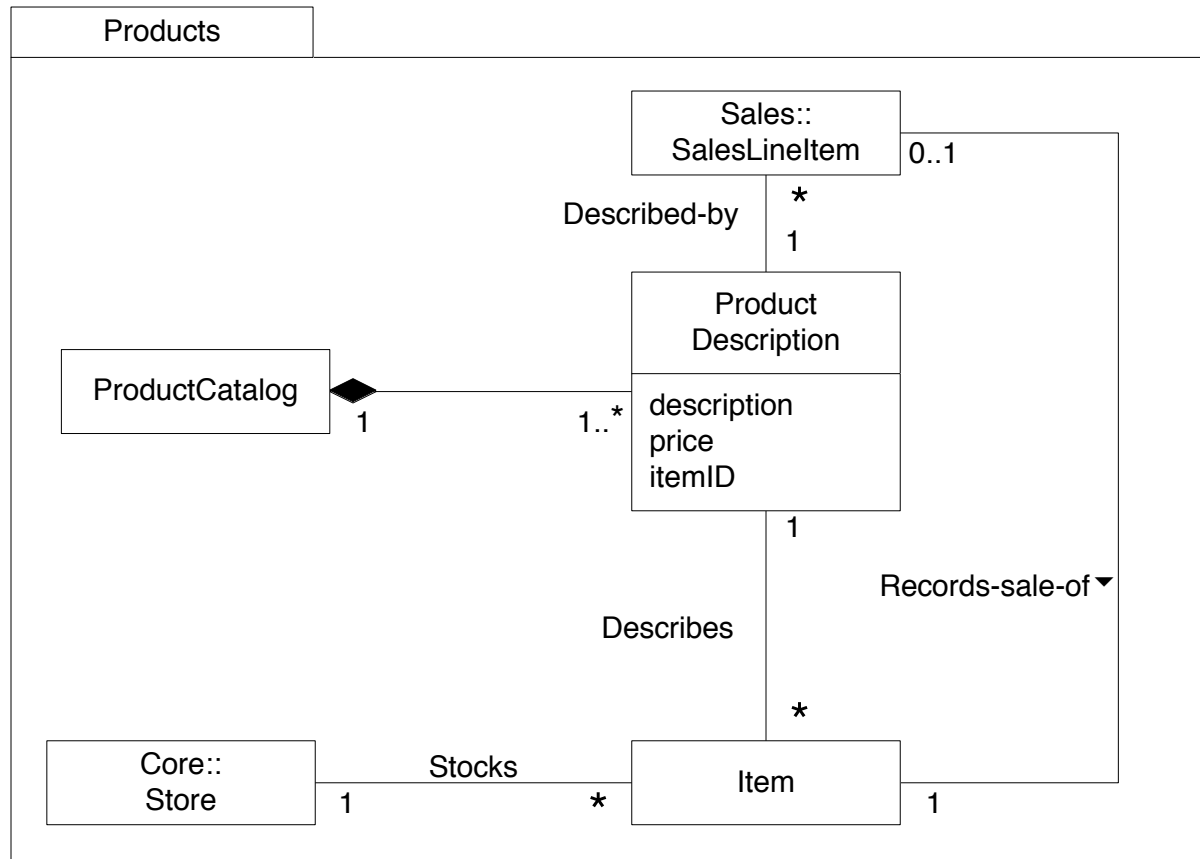 Products
Sales::
SalesLineItem
0..1
*
Described-by
1
Product
Description
ProductCatalog
1
1..*
description
price
itemID
1
Records-sale-of
Describes
*
Core::
Store
Stocks
1
*
Item
1